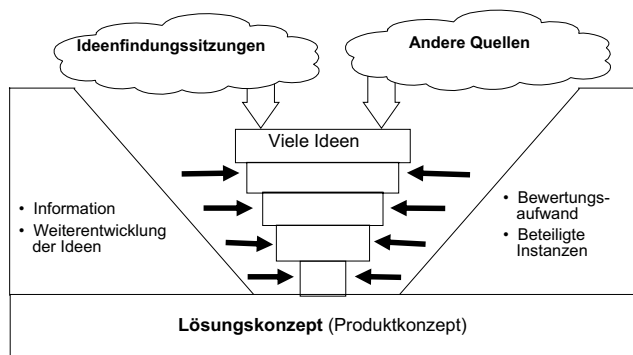 Ideenfindungssitzungen
Andere Quellen
Viele Ideen
• Information
• Weiterentwicklung
der Ideen
• Bewertungs-
aufwand
• Beteiligte
Instanzen
Lösungskonzept (Produktkonzept)